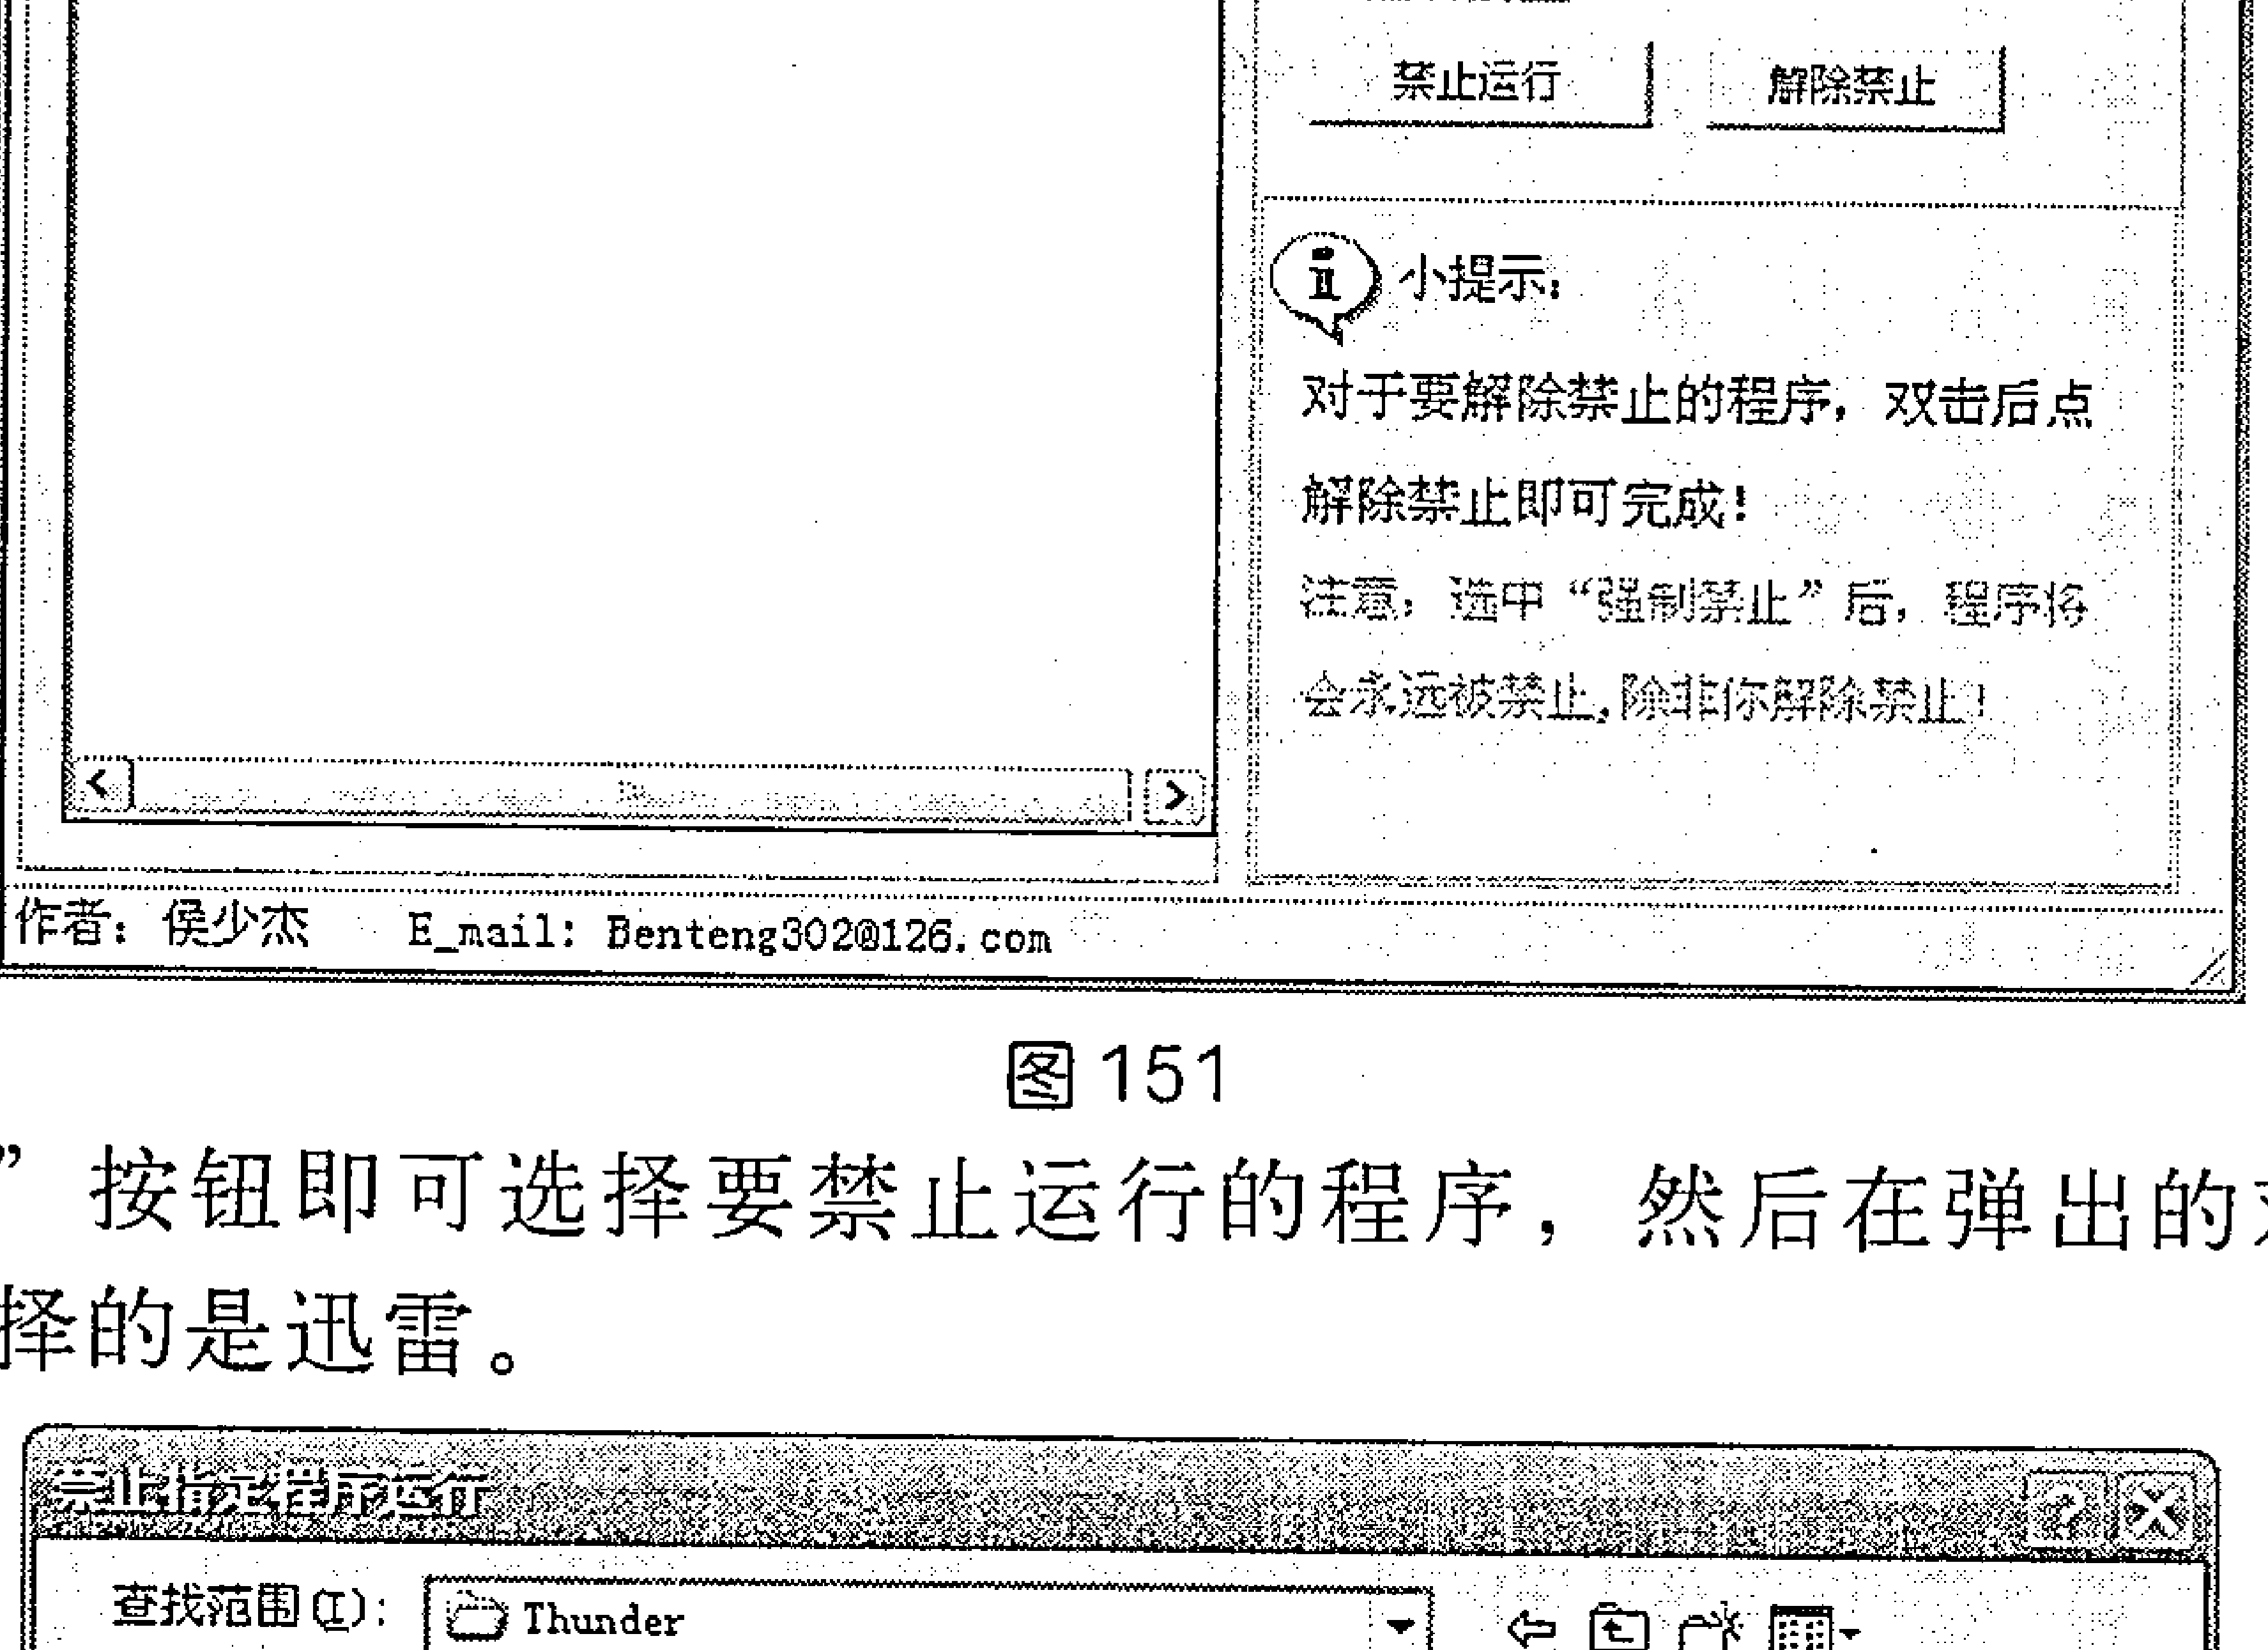 禁止运行 解除禁止
小提示:
对于要解除禁止的程序，双击后点
解除禁止即可完成!
注意: 选中“强制禁止”后，程序将
会永远被禁止,除非你解除禁止!
作者: 侯少杰 E_mail: Benteng302@126.com
图 151
”按钮即可选择要禁止运行的程序，然后在弹出的
择的是迅雷。
禁止指定程序运行
查找范围(I): Thunder